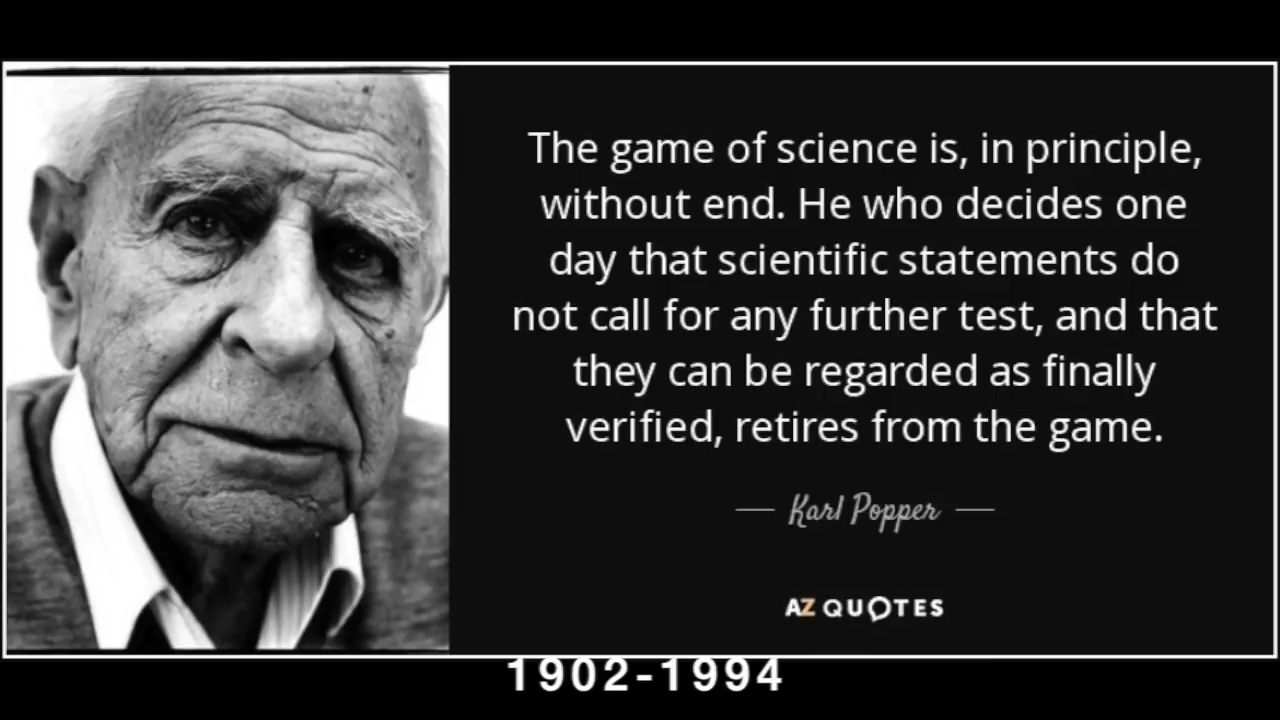 The game of science is, in principle,
without end. He who decides one
day that scientific statements do
not call for any further test, and that
they can be regarded as finally
verified, retires from the game.
Karl Popper
AZ QUOTES
1902-1994